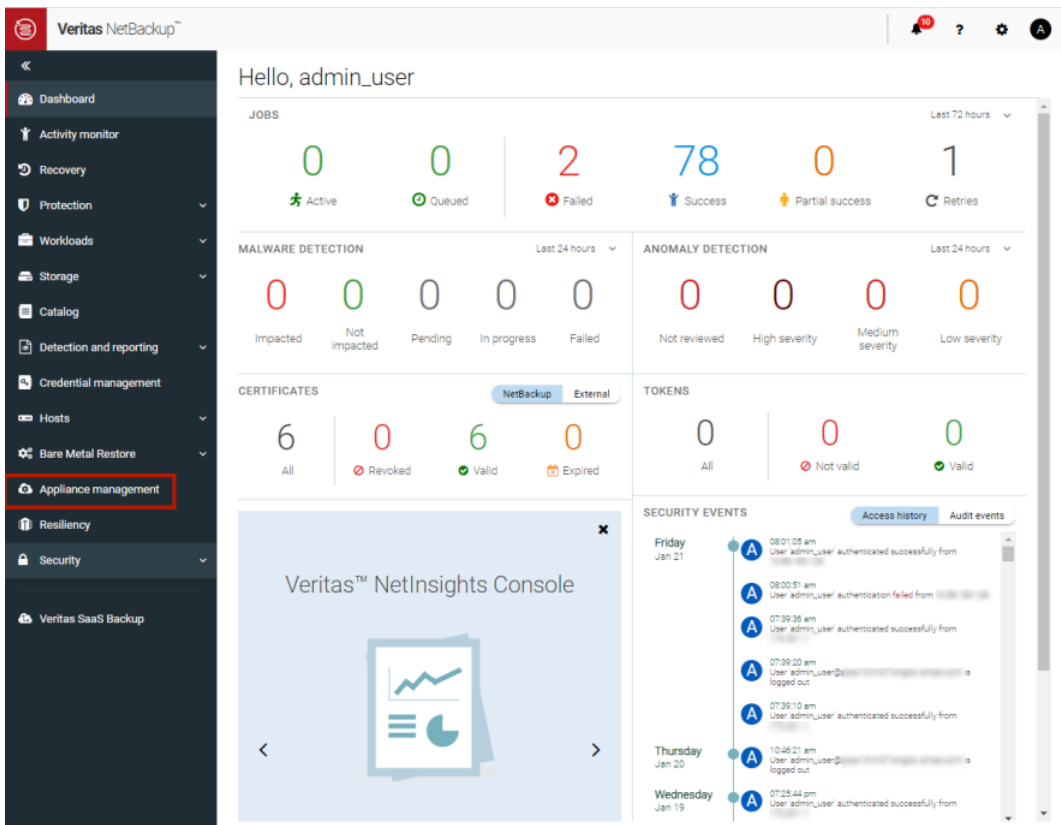 Veritas NetBackup™
10
?
A
«
Dashboard
Activity monitor
Recovery
Protection
Workloads
Storage
Catalog
Detection and reporting
Credential management
Hosts
Bare Metal Restore
Appliance management
Resiliency
Security
Veritas SaaS Backup
Hello, admin_user
JOBS
Last 72 hours
0
Active
0
Queued
2
Failed
78
Success
0
Partial success
1
Retries
MALWARE DETECTION
Last 24 hours
0
Impacted
0
Not
impacted
0
Pending
0
In progress
0
Failed
ANOMALY DETECTION
Last 24 hours
0
Not reviewed
0
High severity
0
Medium
severity
0
Low severity
CERTIFICATES
NetBackup External
6
All
0
Revoked
6
Valid
0
Expired
TOKENS
0
All
0
Not valid
0
Valid
Veritas™ NetInsights Console
SECURITY EVENTS
Access history Audit events
Friday
Jan 21
A
08:01:05 am
User 'admin_user' authenticated successfully from
A
08:00:51 am
User 'admin_user' authentication failed from
A
07:39:36 am
User 'admin_user' authenticated successfully from
A
07:39:20 am
User admin_user@ is
logged out
A
07:39:10 am
User 'admin_user' authenticated successfully from
Thursday
Jan 20
A
10:46:21 am
User admin_user@ is
logged out
Wednesday
Jan 19
A
07:25:44 pm
User 'admin_user' authenticated successfully from